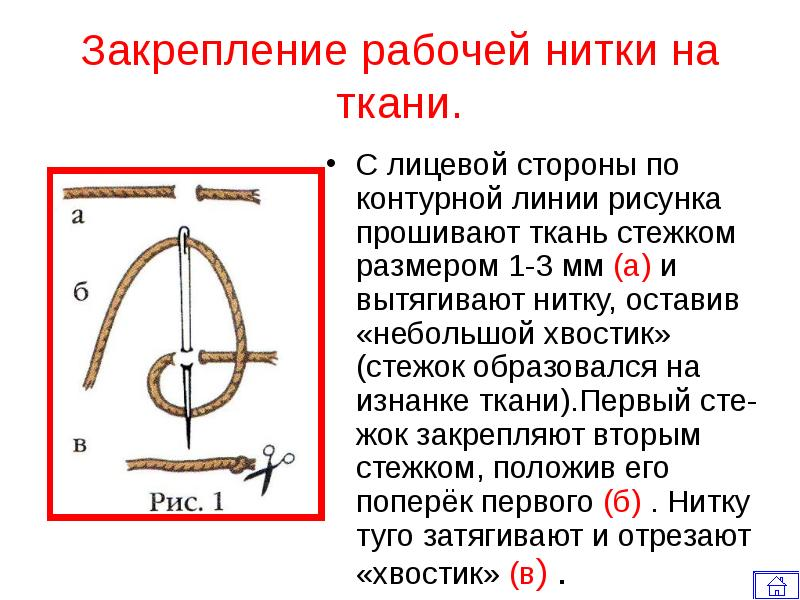 Закрепление рабочей нитки на
ткани.
а
б
в
Рис. 1
• С лицевой стороны по
контурной линии рисунка
прошивают ткань стежком
размером 1-3 мм (а) и
вытягивают нитку, оставив
«небольшой хвостик»
(стежок образовался на
изнанке ткани).Первый сте-
жок закрепляют вторым
стежком, положив его
поперёк первого (б) . Нитку
туго затягивают и отрезают
«хвостик» (в) .